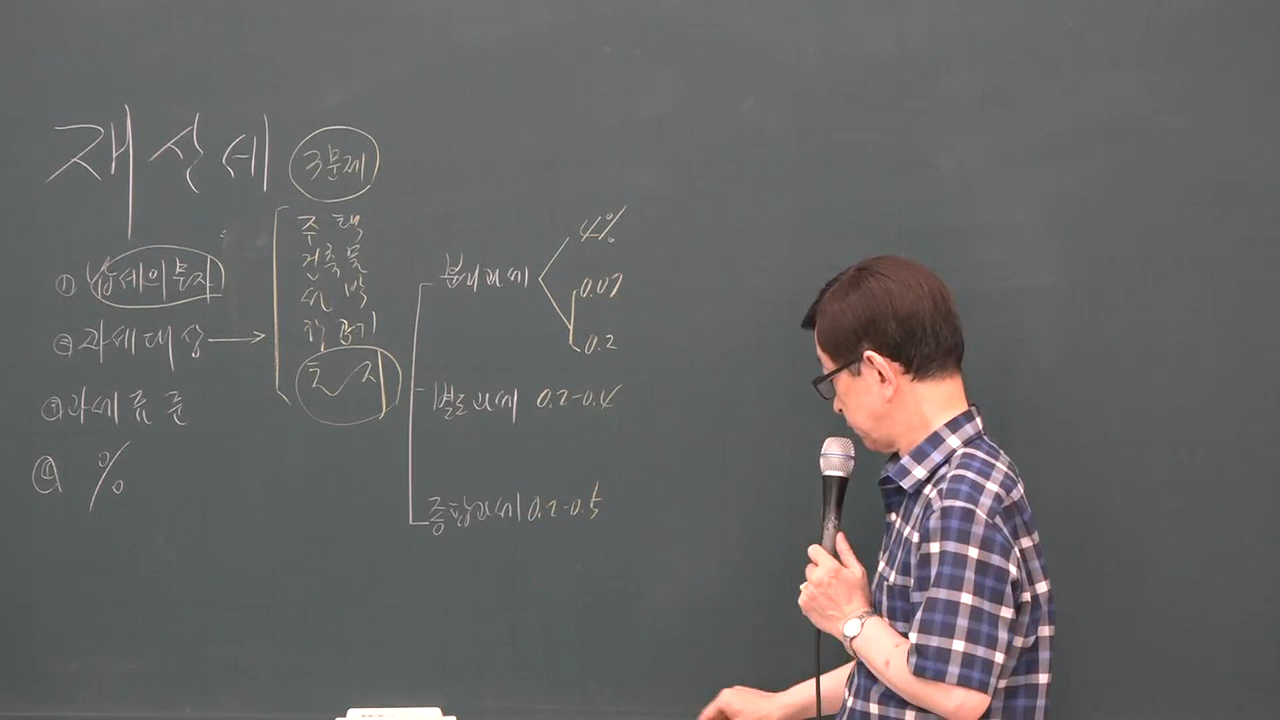 재산세 3문제
① 납세의무자
② 과세대상 →
③ 과세표준
④ %
주택
건축물
선박
항공기
토지
분리과세
4%
0.07
0.2
별도과세 0.2-0.4
종합과세 0.2-0.5